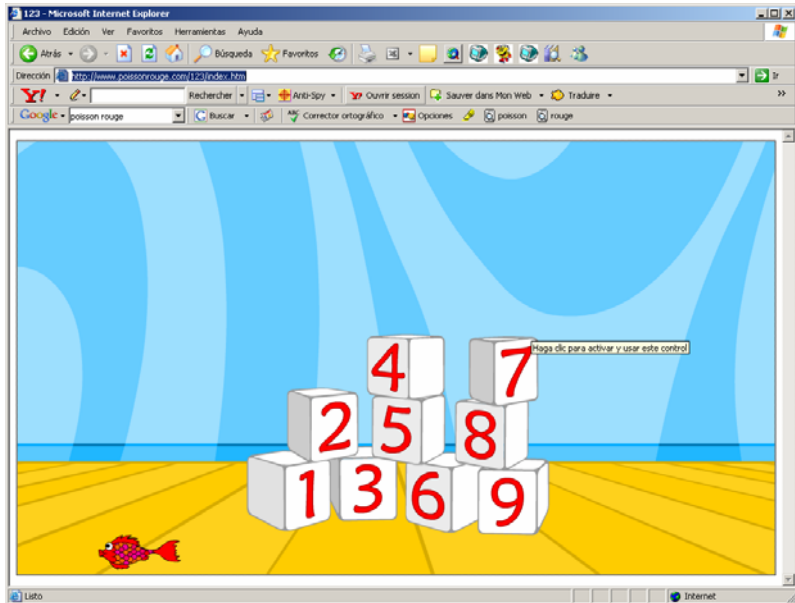 123 - Microsoft Internet Explorer
Archivo Edición Ver Favoritos Herramientas Ayuda
Atrás Búsqueda Favoritos
Dirección http://www.poissonrouge.com/123/index.htm Ir
Y! Rechercher Anti-Spy Ouvrir session Sauver dans Mon Web Traduire »
Google poisson rouge Buscar Corrector ortográfico Opciones poisson rouge
4 7
Haga clic para activar y usar este control
2 5 8
1 3 6 9
Listo Internet